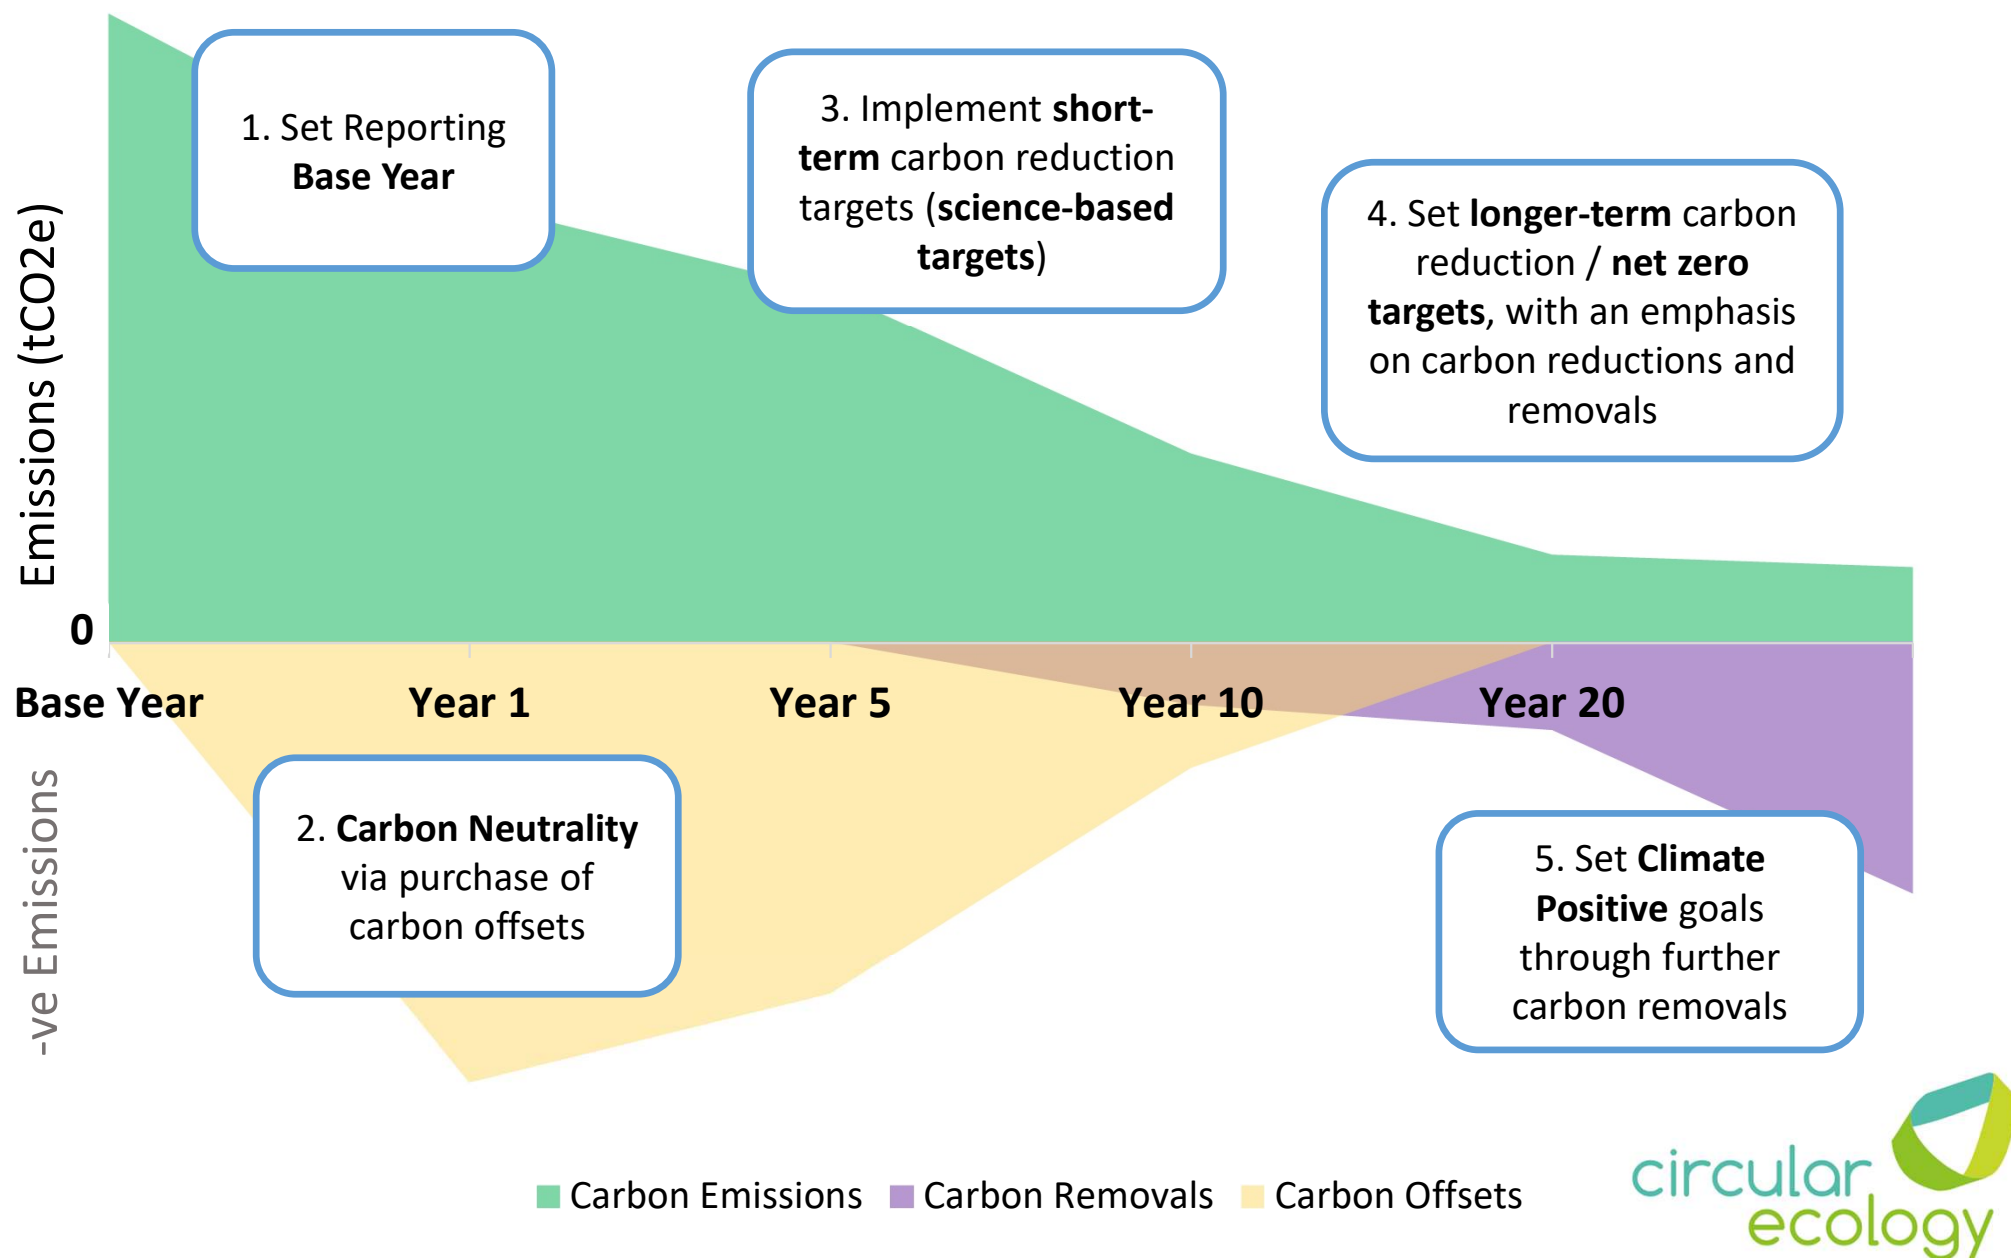 1. Set Reporting
Base Year
3. Implement short-
term carbon reduction
targets (science-based
targets)
4. Set longer-term carbon
reduction / net zero
targets, with an emphasis
on carbon reductions and
removals
Emissions (tCO2e)
0
Base Year
Year 1
Year 5
Year 10
Year 20
-ve Emissions
2. Carbon Neutrality
via purchase of
carbon offsets
5. Set Climate
Positive goals
through further
carbon removals
Carbon Emissions
Carbon Removals
Carbon Offsets
circular
ecology